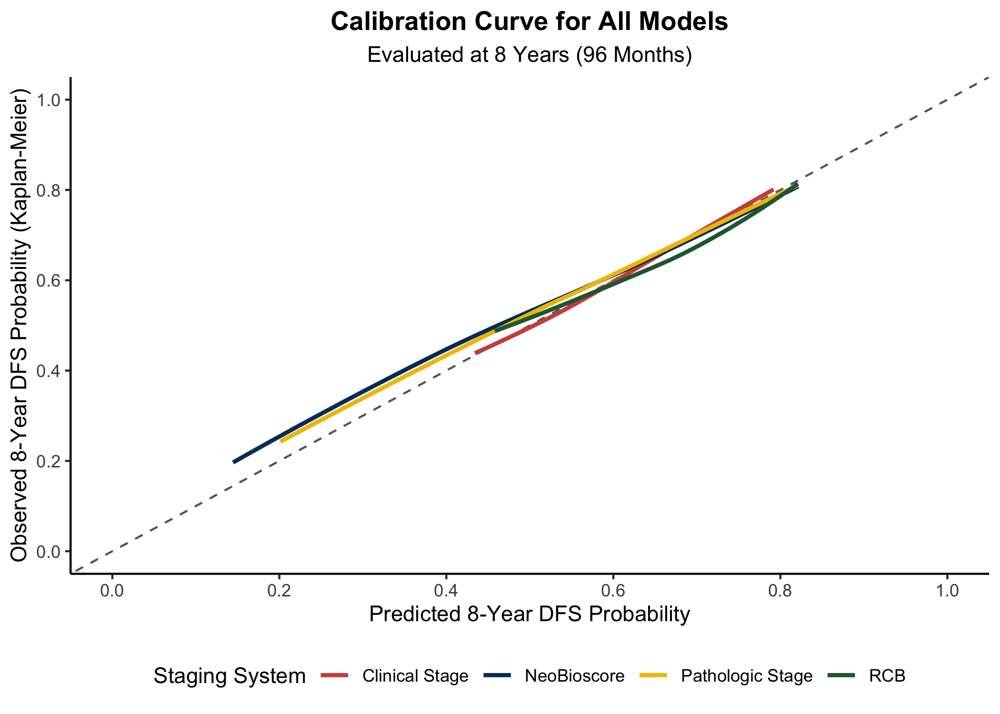 Calibration Curve for All Models
Evaluated at 8 Years (96 Months)
Observed 8-Year DFS Probability (Kaplan-Meier)
1.0
0.8
0.6
0.4
0.2
0.0
0.0 0.2 0.4 0.6 0.8 1.0
Predicted 8-Year DFS Probability
Staging System Clinical Stage NeoBioscore Pathologic Stage RCB